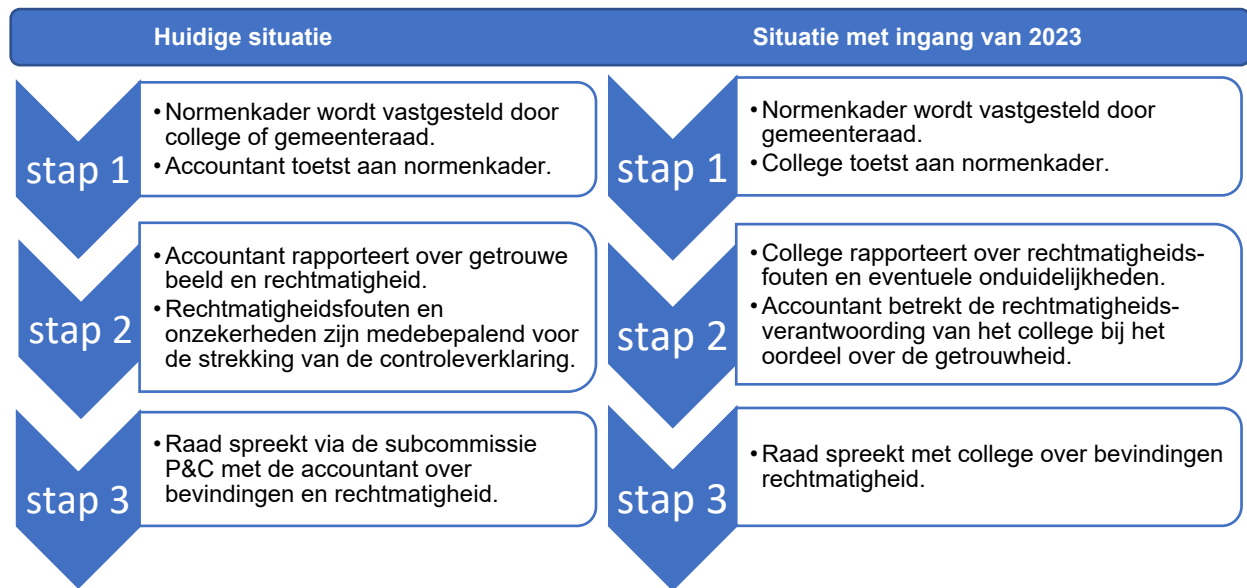 Huidige situatie
Situatie met ingang van 2023
stap 1
• Normenkader wordt vastgesteld door
college of gemeenteraad.
• Accountant toetst aan normenkader.
stap 2
• Accountant rapporteert over getrouwe
beeld en rechtmatigheid.
• Rechtmatigheidsfouten en
onzekerheden zijn medebepalend voor
de strekking van de controleverklaring.
stap 3
• Raad spreekt via de subcommissie
P&C met de accountant over
bevindingen en rechtmatigheid.
stap 1
• Normenkader wordt vastgesteld door
gemeenteraad.
• College toetst aan normenkader.
stap 2
• College rapporteert over rechtmatigheids-
fouten en eventuele onduidelijkheden.
• Accountant betrekt de rechtmatigheids-
verantwoording van het college bij het
oordeel over de getrouwheid.
stap 3
• Raad spreekt met college over bevindingen
rechtmatigheid.